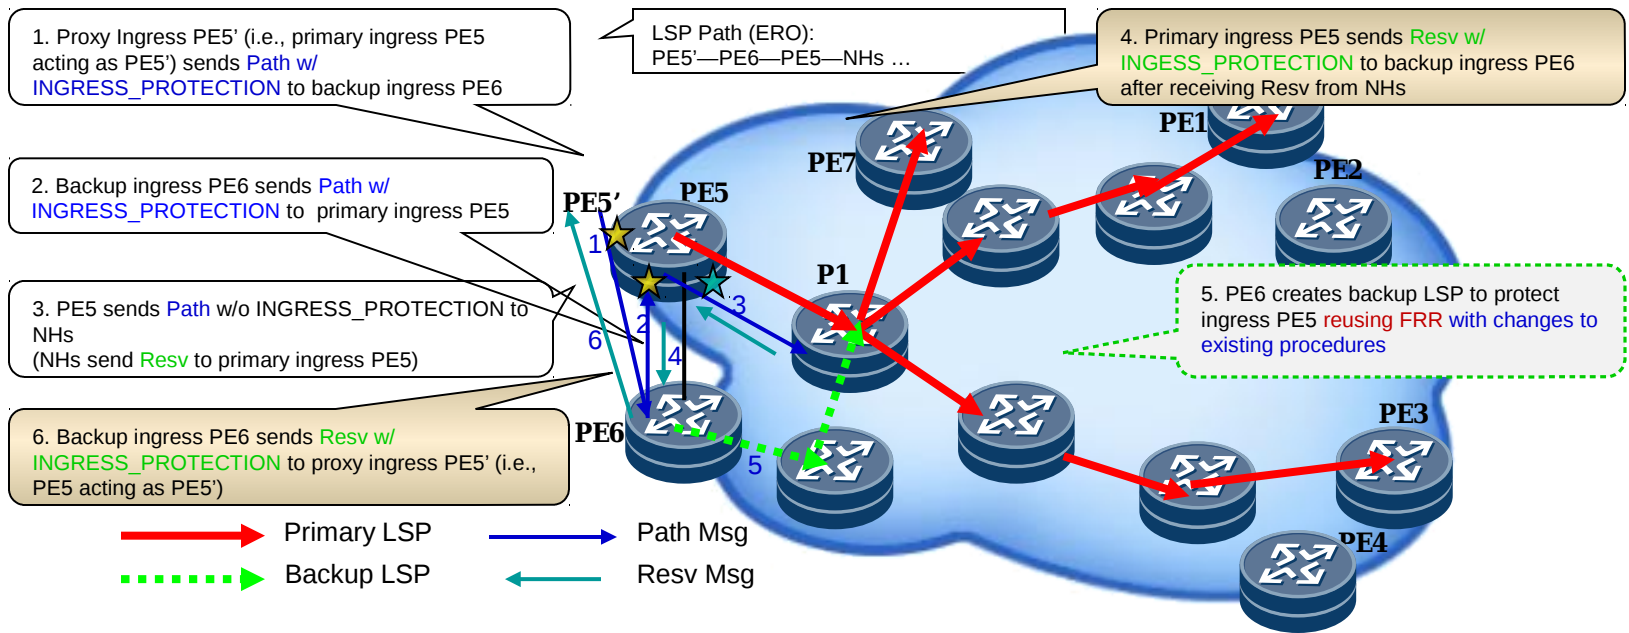 1. Proxy Ingress PE5’ (i.e., primary ingress PE5
acting as PE5’) sends Path w/
INGRESS_PROTECTION to backup ingress PE6
LSP Path (ERO):
PE5’—PE6—PE5—NHs …
4. Primary ingress PE5 sends Resv w/
INGESS_PROTECTION to backup ingress PE6
after receiving Resv from NHs
2. Backup ingress PE6 sends Path w/
INGRESS_PROTECTION to  primary ingress PE5
3. PE5 sends Path w/o INGRESS_PROTECTION to
NHs
(NHs send Resv to primary ingress PE5)
6. Backup ingress PE6 sends Resv w/
INGRESS_PROTECTION to proxy ingress PE5’ (i.e.,
PE5 acting as PE5’)
5. PE6 creates backup LSP to protect
ingress PE5 reusing FRR with changes to
existing procedures
PE1
PE7
PE2
PE5’
PE5
1
P1
2
3
6
4
PE6
5
PE3
PE4
Primary LSP
Path Msg
Backup LSP
Resv Msg